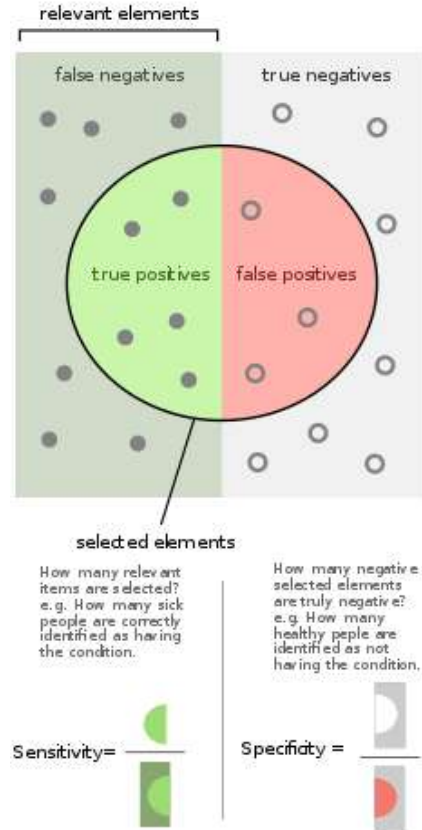 relevant elements
false negatives
true negatives
true positives
false positives
selected elements
How many relevant
items are selected?
e.g. How many sick
people are correctly
identified as having
the condition.
How many negative
selected elements
are truly negative?
e.g. How many
healthy peple are
identified as not
having the condition.
Sensitivity=
Specificity =